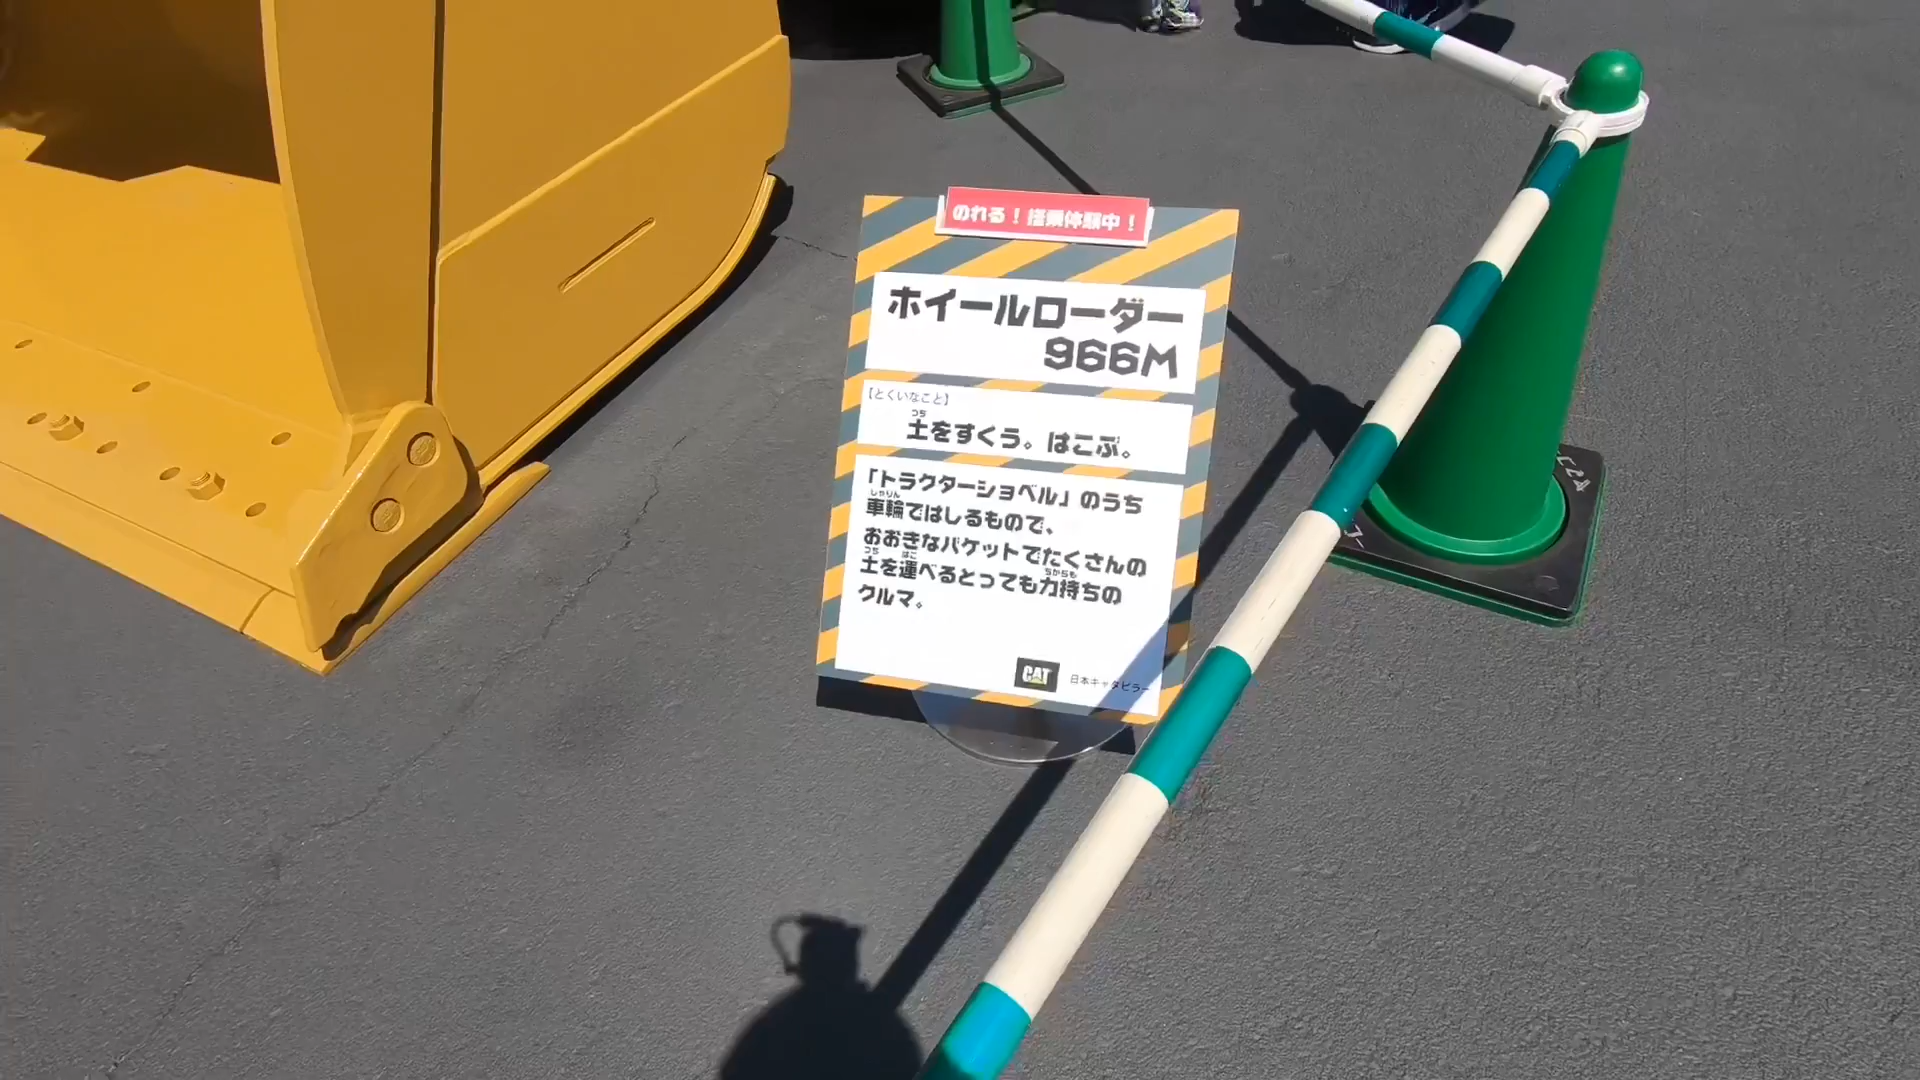 のれる！搭乗体験中！
ホイールローダー
966M
【とくいなこと】
つち
土をすくう。はこぶ。
「トラクターショベル」のうち
しゃりん
車輪ではしるもので、
おおきなバケットでたくさんの
つち はこ ちからも
土を運べるとっても力持ちの
クルマ。
CAT 日本キャタピラー